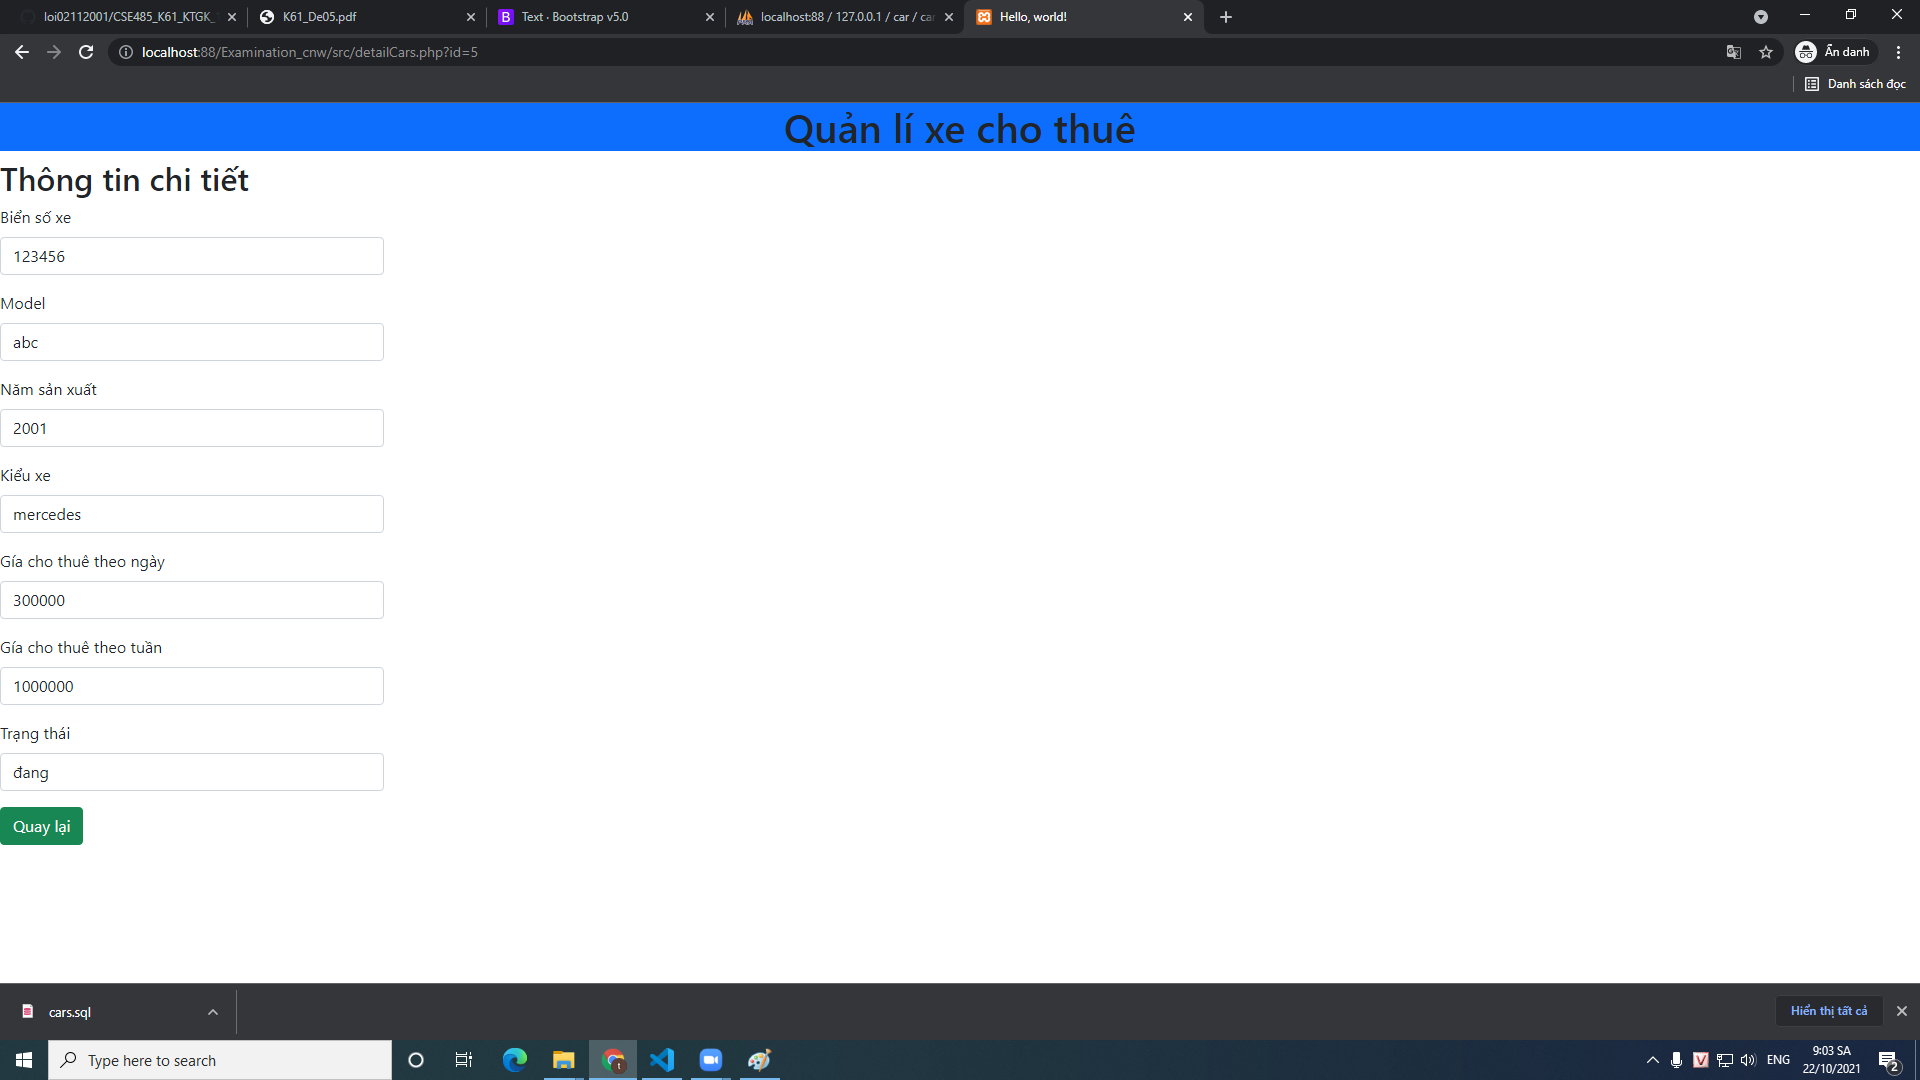 loi02112001/CSE485_K61_KTGK_
K61_De05.pdf
Text · Bootstrap v5.0
localhost:88 / 127.0.0.1 / car / car
Hello, world!
localhost:88/Examination_cnw/src/detailCars.php?id=5
Ẩn danh
Danh sách đọc
Quản lí xe cho thuê
Thông tin chi tiết
Biển số xe
123456
Model
abc
Năm sản xuất
2001
Kiểu xe
mercedes
Gía cho thuê theo ngày
300000
Gía cho thuê theo tuần
1000000
Trạng thái
đang
Quay lại
cars.sql
Hiển thị tất cả
Type here to search
ENG
9:03 SA
22/10/2021
2